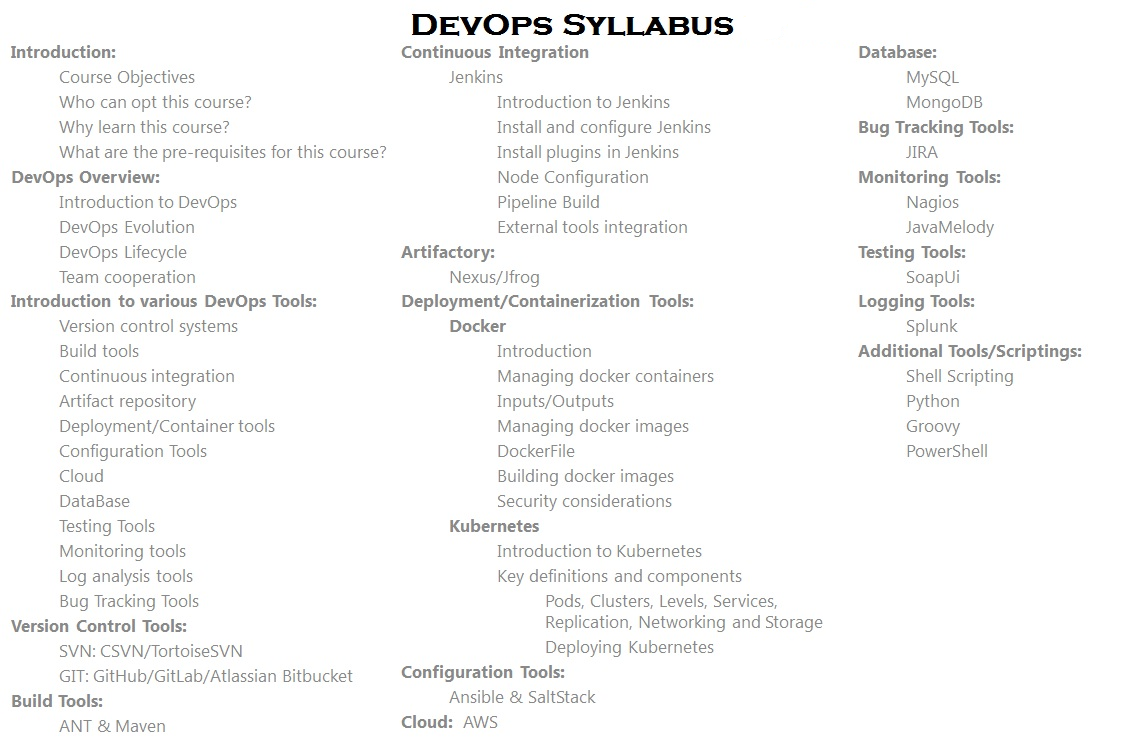 DevOps Syllabus
Introduction:
Course Objectives
Who can opt this course?
Why learn this course?
What are the pre-requisites for this course?
DevOps Overview:
Introduction to DevOps
DevOps Evolution
DevOps Lifecycle
Team cooperation
Introduction to various DevOps Tools:
Version control systems
Build tools
Continuous integration
Artifact repository
Deployment/Container tools
Configuration Tools
Cloud
DataBase
Testing Tools
Monitoring tools
Log analysis tools
Bug Tracking Tools
Version Control Tools:
SVN: CSVN/TortoiseSVN
GIT: GitHub/GitLab/Atlassian Bitbucket
Build Tools:
ANT & Maven
Continuous Integration
Jenkins
Introduction to Jenkins
Install and configure Jenkins
Install plugins in Jenkins
Node Configuration
Pipeline Build
External tools integration
Artifactory:
Nexus/Jfrog
Deployment/Containerization Tools:
Docker
Introduction
Managing docker containers
Inputs/Outputs
Managing docker images
DockerFile
Building docker images
Security considerations
Kubernetes
Introduction to Kubernetes
Key definitions and components
Pods, Clusters, Levels, Services,
Replication, Networking and Storage
Deploying Kubernetes
Configuration Tools:
Ansible & SaltStack
Cloud: AWS
Database:
MySQL
MongoDB
Bug Tracking Tools:
JIRA
Monitoring Tools:
Nagios
JavaMelody
Testing Tools:
SoapUi
Logging Tools:
Splunk
Additional Tools/Scriptings:
Shell Scripting
Python
Groovy
PowerShell